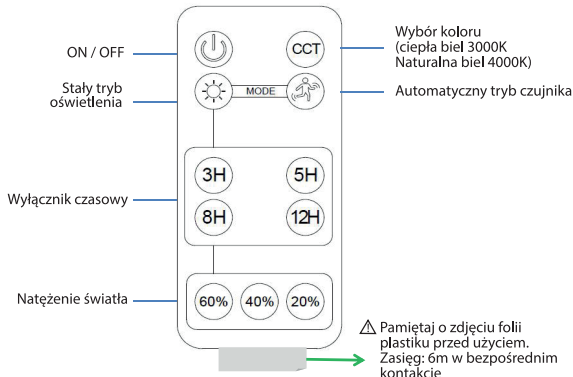 ON / OFF
CCT
Wybór koloru
(ciepła biel 3000K
Naturalna biel 4000K)
Stały tryb
oświetlenia
MODE
Automatyczny tryb czujnika
Wyłącznik czasowy
3H
5H
8H
12H
Natężenie światła
60%
40%
20%
⚠ Pamiętaj o zdjęciu folii
plastiku przed użyciem.
Zasięg: 6m w bezpośrednim
kontakcie